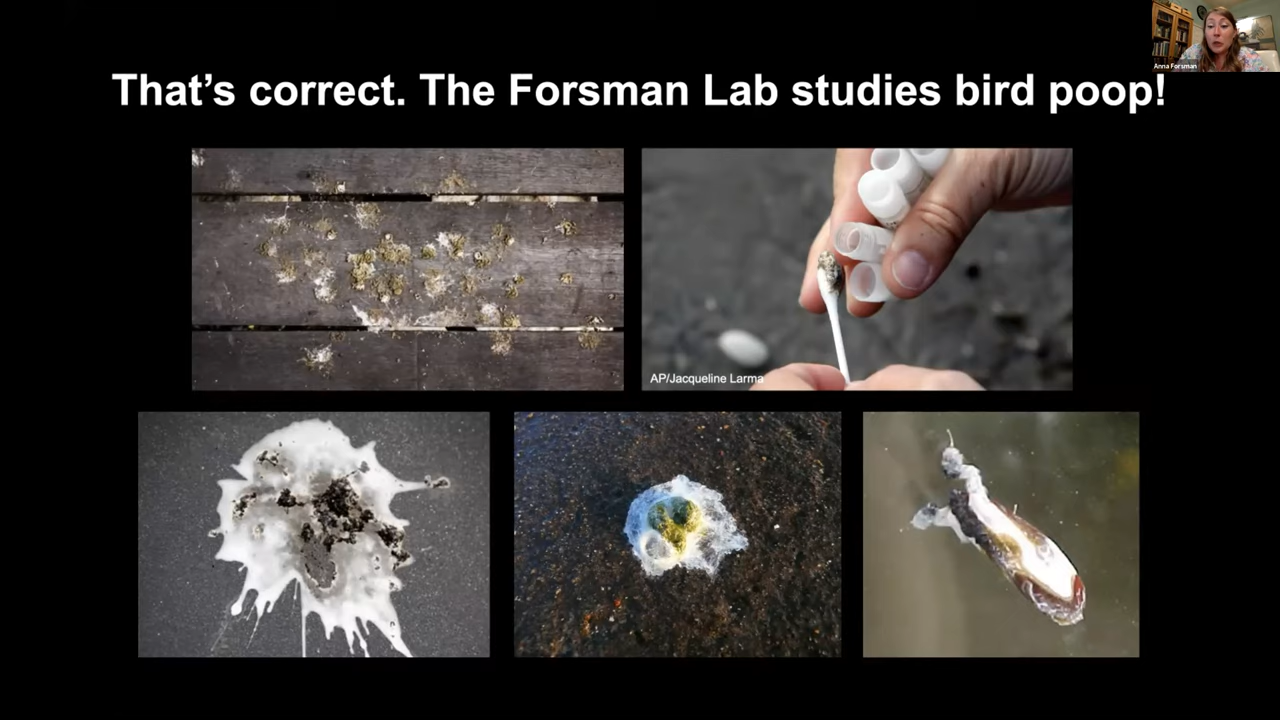 Anna Forsman
That's correct. The Forsman Lab studies bird poop!
AP/Jacqueline Larma